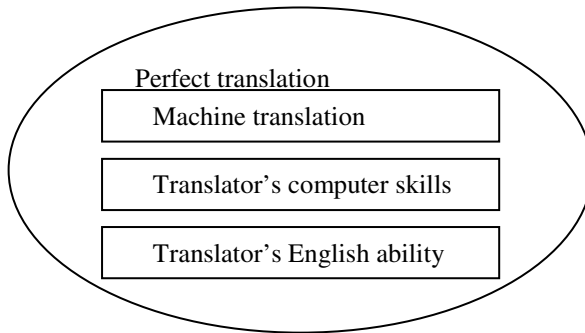 Perfect translation
Machine translation
Translator’s computer skills
Translator’s English ability